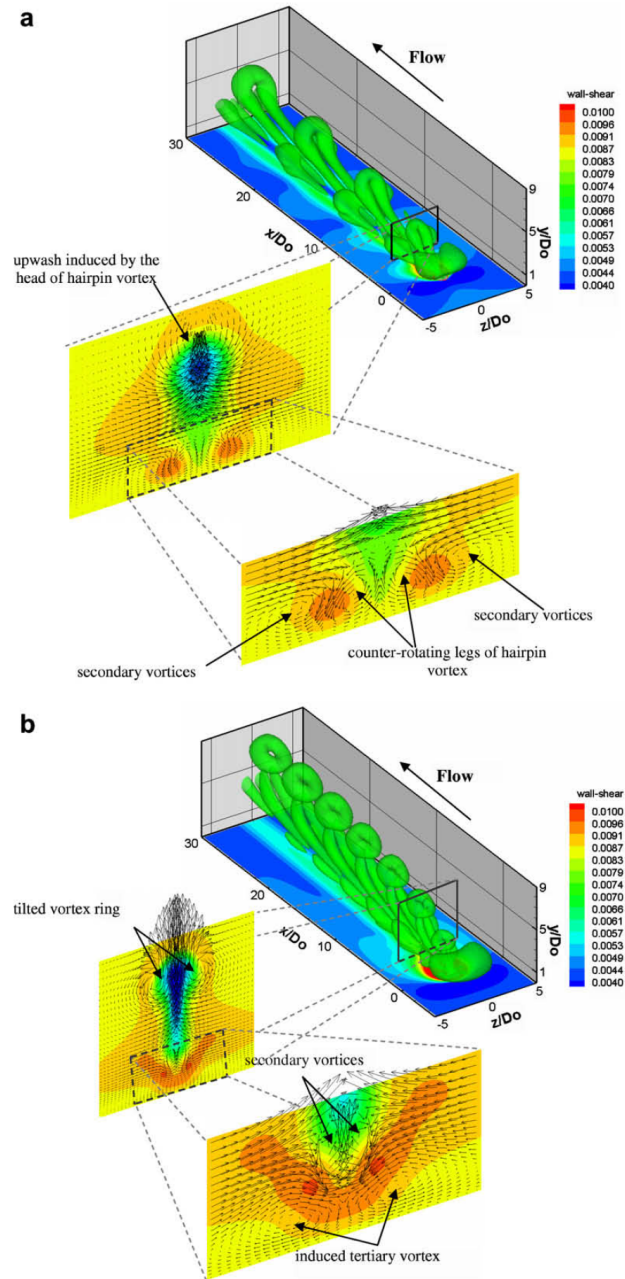 a
Flow
wall-shear
0.0100
0.0096
0.0091
0.0087
0.0083
0.0079
0.0074
0.0070
0.0066
0.0061
0.0057
0.0053
0.0049
0.0044
0.0040
30
20
10
0
x/Do
9
5
1
y/Do
-5
0
5
z/Do
upwash induced by the
head of hairpin vortex
secondary vortices
counter-rotating legs of hairpin
vortex
secondary vortices
b
Flow
wall-shear
0.0100
0.0096
0.0091
0.0087
0.0083
0.0079
0.0074
0.0070
0.0066
0.0061
0.0057
0.0053
0.0049
0.0044
0.0040
30
20
10
0
x/Do
9
5
1
y/Do
-5
0
5
z/Do
tilted vortex ring
secondary vortices
induced tertiary vortex